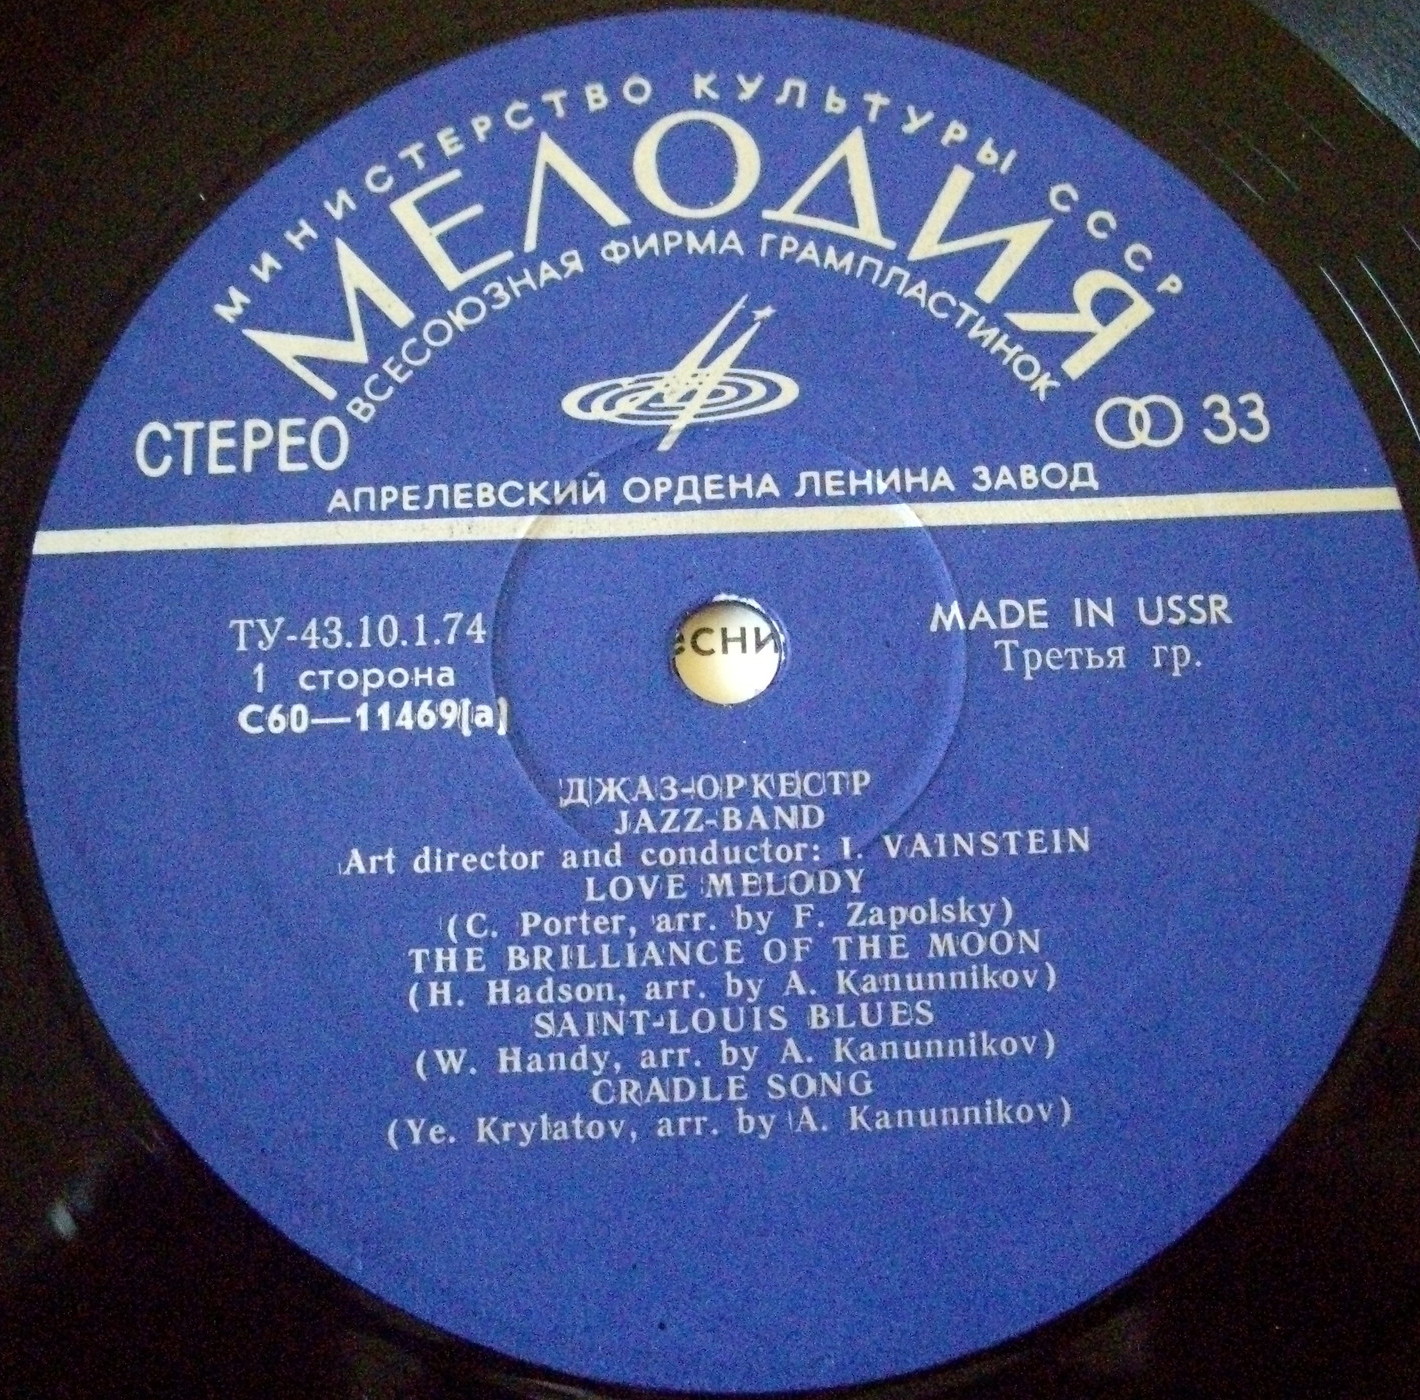 МИНИСТЕРСТВО КУЛЬТУРЫ СССР
МЕЛОДИЯ
ВСЕСОЮЗНАЯ ФИРМА ГРАМПЛАСТИНОК
СТЕРЕО
33
АПРЕЛЕВСКИЙ ОРДЕНА ЛЕНИНА ЗАВОД
ТУ-43.10.1.74
1 сторона
С60—11469[а]
MADE IN USSR
Третья гр.
ДЖАЗ-ОРКЕСТР
JAZZ-BAND
Art director and conductor: I. VAINSTEIN
LOVE MELODY
(C. Porter, arr. by F. Zapolsky)
THE BRILLIANCE OF THE MOON
(H. Hadson, arr. by A. Kanunnikov)
SAINT-LOUIS BLUES
(W. Handy, arr. by A. Kanunnikov)
CRADLE SONG
(Ye. Krylatov, arr. by A. Kanunnikov)